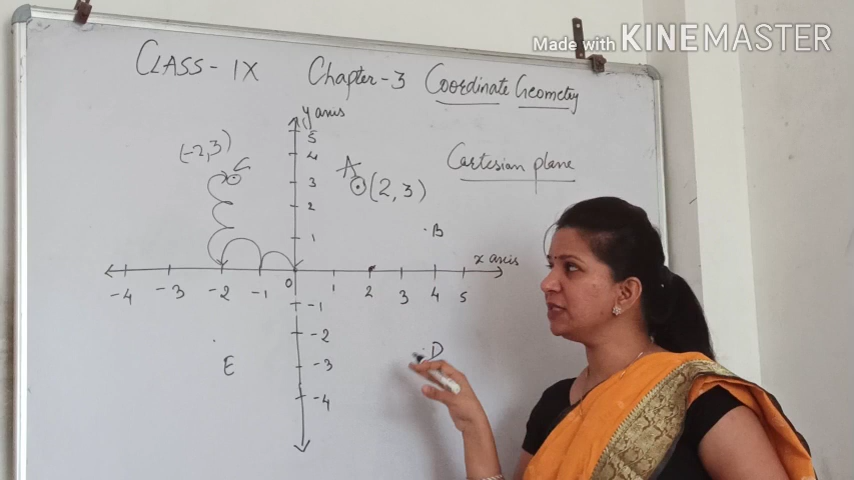 Made with KINEMASTER
CLASS - IX Chapter - 3 Coordinate Geometry
y axis
Cartesian plane
(-2, 3)
C
A
(2, 3)
B
x axis
5
4
3
2
1
-4 -3 -2 -1 0 1 2 3 4 5
-1
-2
-3
-4
D
E